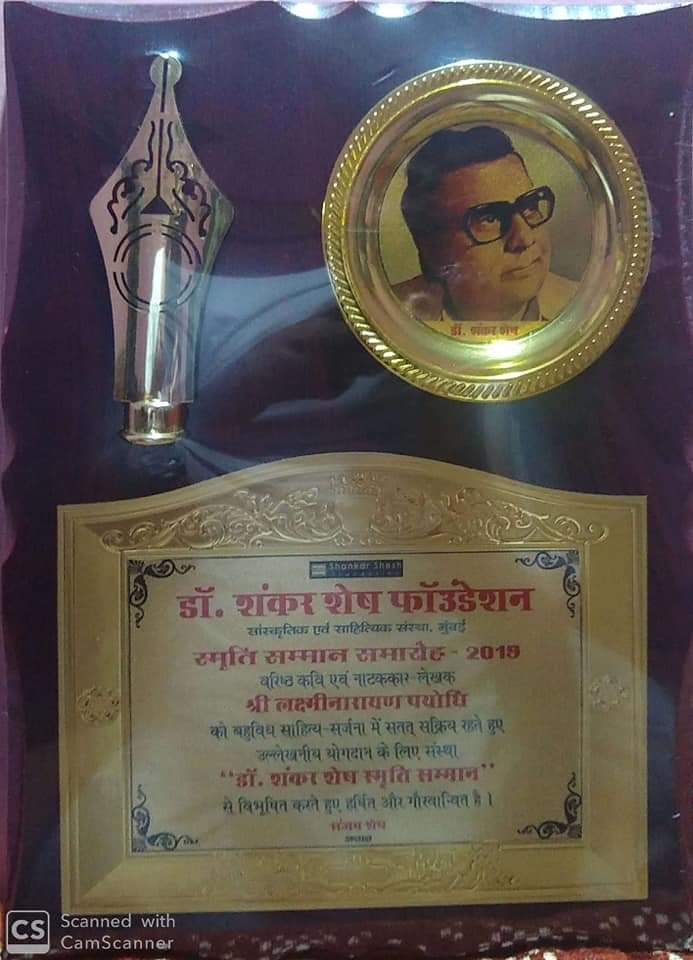 डॉ. शंकर शेष
Shankar Shesh
डॉ. शंकर शेष फॉउंडेशन
सांस्कृतिक एवं साहित्यिक संस्था, मुंबई
स्मृति सम्मान समारोह - 2019
वरिष्ठ कवि एवं नाटककार-लेखक
श्री लक्ष्मीनारायण पयोधि
को बहुविध साहित्य-सर्जना में सतत् सक्रिय रहते हुए
उल्लेखनीय योगदान के लिए संस्था
“डॉ. शंकर शेष स्मृति सम्मान”
से विभूषित करते हुए हर्षित और गौरवान्वित है ।
संजय शेष
CS Scanned with
CamScanner